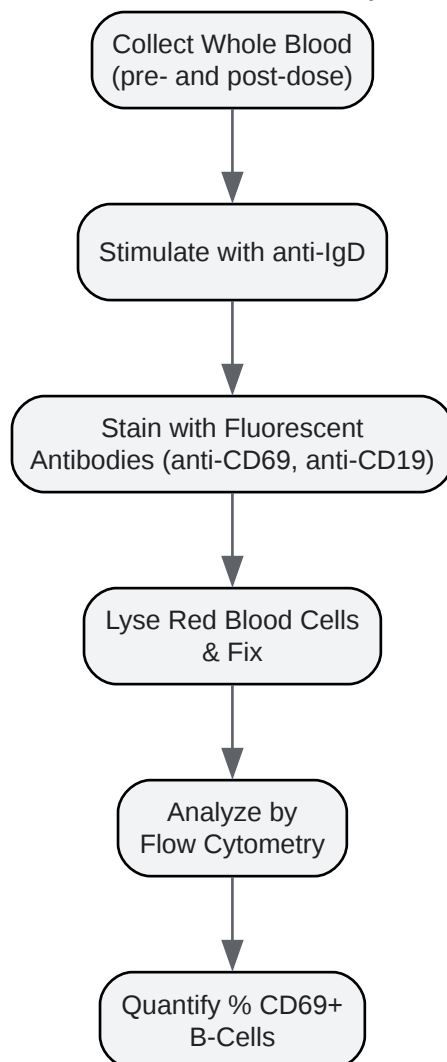 Collect Whole Blood
(pre- and post-dose)
Stimulate with anti-IgD
Stain with Fluorescent
Antibodies (anti-CD69, anti-CD19)
Lyse Red Blood Cells
& Fix
Analyze by
Flow Cytometry
Quantify % CD69+
B-Cells